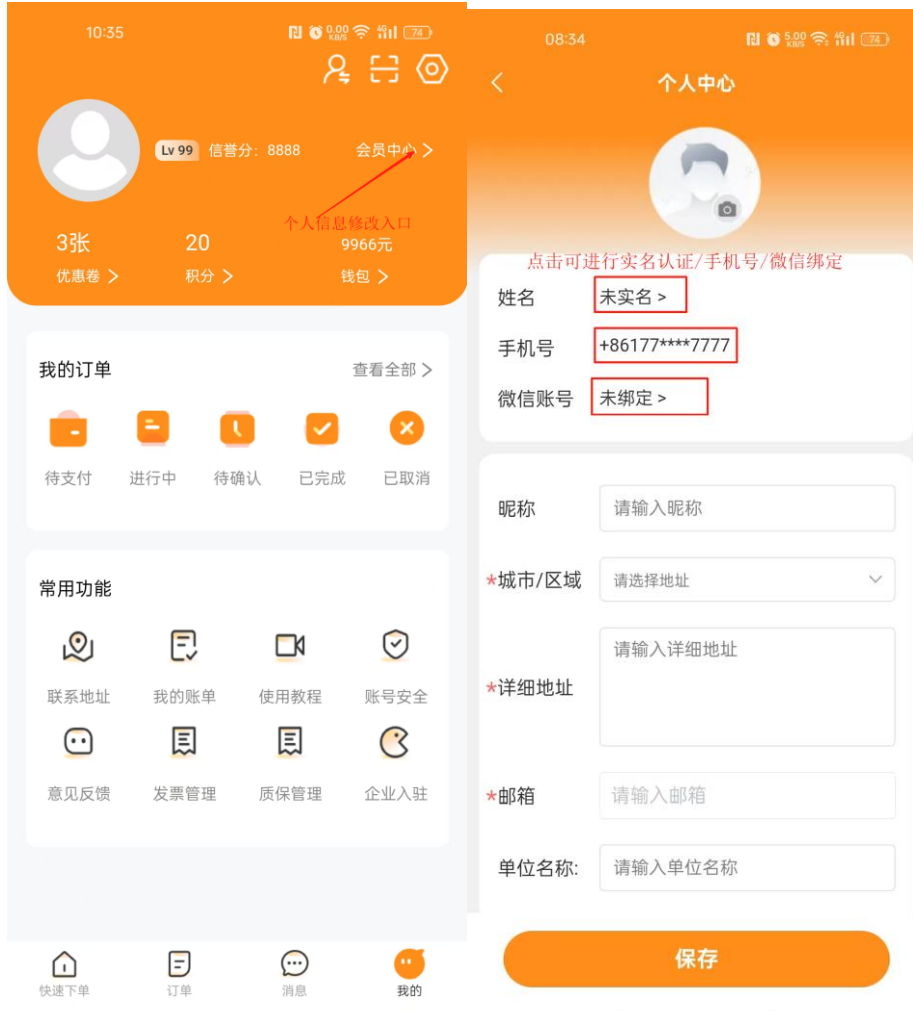 10:35
0.00 KB/S
4G
74
Lv 99 信誉分：8888
会员中心 >
个人信息修改入口
3张
20
9966元
优惠卷 >
积分 >
钱包 >
我的订单
查看全部 >
待支付
进行中
待确认
已完成
已取消
常用功能
联系地址
我的账单
使用教程
账号安全
意见反馈
发票管理
质保管理
企业入驻
快速下单
订单
消息
我的
08:34
5.00 KB/S
4G
74
个人中心
点击可进行实名认证/手机号/微信绑定
姓名
未实名 >
手机号
+86177****7777
微信账号
未绑定 >
昵称
请输入昵称
*城市/区域
请选择地址
*详细地址
请输入详细地址
*邮箱
请输入邮箱
单位名称:
请输入单位名称
保存